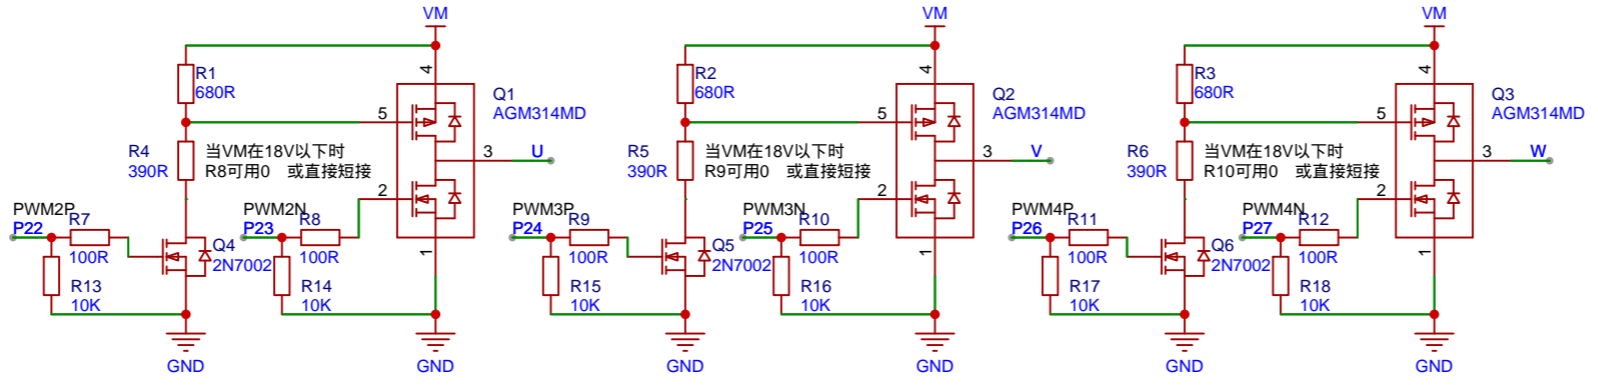 VM
R1
680R
4
Q1
AGM314MD
5
R4
390R
当VM在18V以下时
R8可用0 或直接短接
3
U
2
PWM2P
P22
R7
100R
PWM2N
P23
R8
100R
Q4
2N7002
1
R13
10K
R14
10K
GND
GND
VM
R2
680R
4
Q2
AGM314MD
5
R5
390R
当VM在18V以下时
R9可用0 或直接短接
3
V
2
PWM3P
P24
R9
100R
PWM3N
P25
R10
100R
Q5
2N7002
1
R15
10K
R16
10K
GND
GND
VM
R3
680R
4
Q3
AGM314MD
5
R6
390R
当VM在18V以下时
R10可用0 或直接短接
3
W
2
PWM4P
P26
R11
100R
PWM4N
P27
R12
100R
Q6
2N7002
1
R17
10K
R18
10K
GND
GND